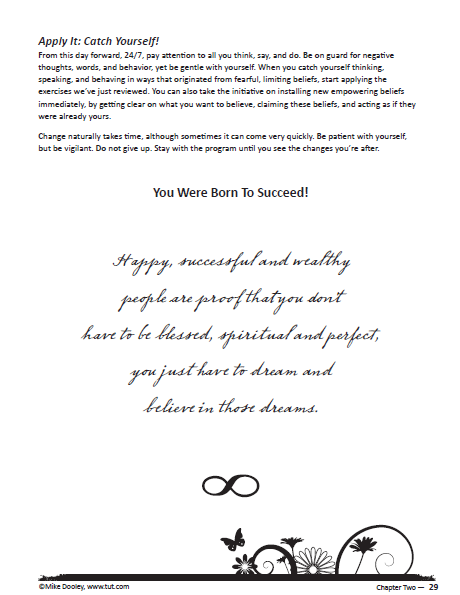 Apply It: Catch Yourself!
From this day forward, 24/7, pay attention to all you think, say, and do. Be on guard for negative
thoughts, words, and behavior, yet be gentle with yourself. When you catch yourself thinking,
speaking, and behaving in ways that originated from fearful, limiting beliefs, start applying the
exercises we've just reviewed. You can also take the initiative on installing new empowering beliefs
immediately, by getting clear on what you want to believe, claiming these beliefs, and acting as if they
were already yours.
Change naturally takes time, although sometimes it can come very quickly. Be patient with yourself,
but be vigilant. Do not give up. Stay with the program until you see the changes you're after.
You Were Born To Succeed!
Happy, successful and wealthy
people are proof that you don't
have to be blessed, spiritual and perfect,
you just have to dream and
believe in those dreams.
©Mike Dooley, www.tut.com
Chapter Two — 29